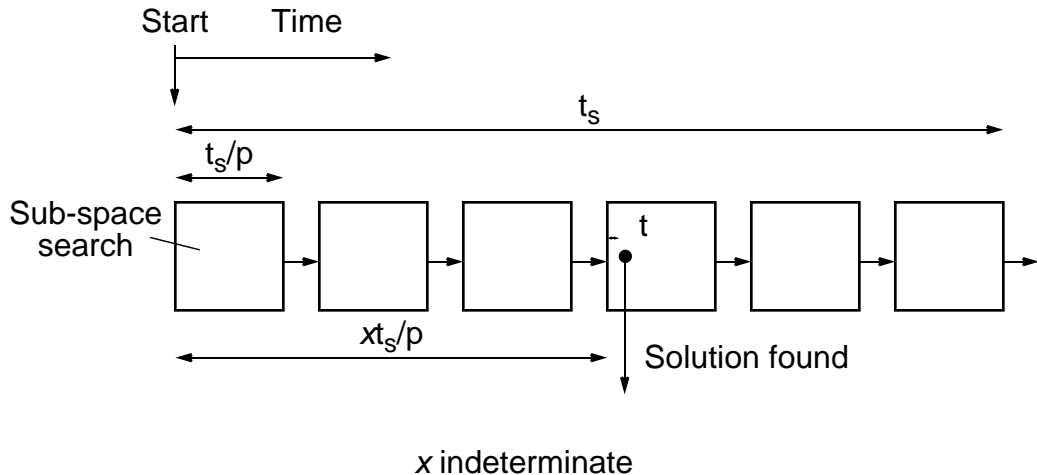 Start Time
t_s
t_s/p
Sub-space
search
t
xt_s/p
Solution found
x indeterminate